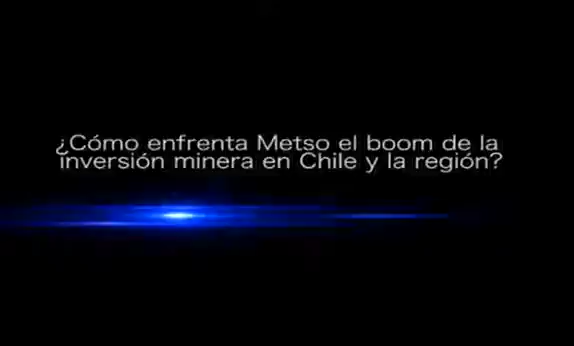 ¿Cómo enfrenta Metso el boom de la
inversión minera en Chile y la región?